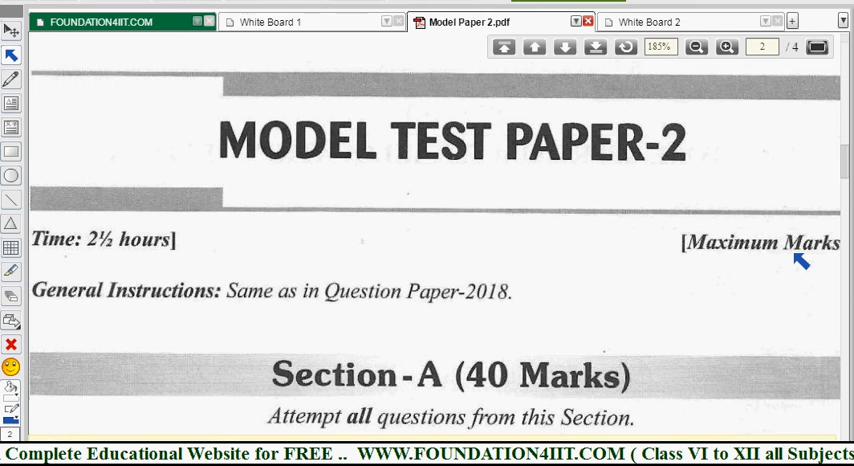 FOUNDATION4IIT.COM
White Board 1
Model Paper 2.pdf
White Board 2
185%
2
/ 4
MODEL TEST PAPER-2
Time: 2½ hours]
[Maximum Marks
General Instructions: Same as in Question Paper-2018.
Section-A (40 Marks)
Attempt all questions from this Section.
2
Complete Educational Website for FREE .. WWW.FOUNDATION4IIT.COM ( Class VI to XII all Subjects